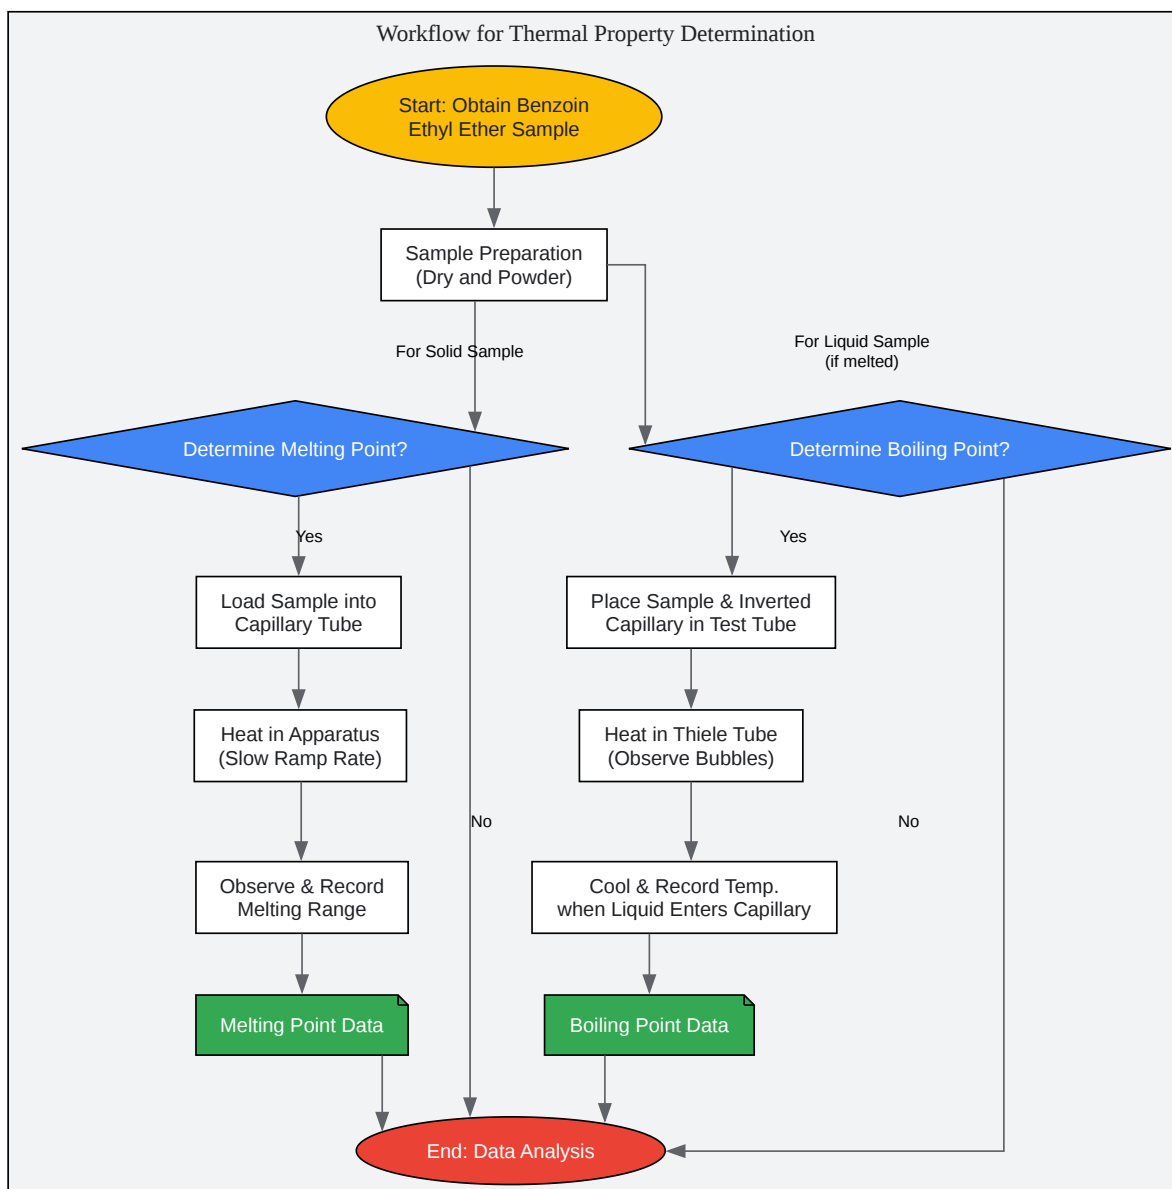 Workflow for Thermal Property Determination
Start: Obtain Benzoin
Ethyl Ether Sample
Sample Preparation
(Dry and Powder)
For Solid Sample
For Liquid Sample
(if melted)
Determine Melting Point?
Determine Boiling Point?
Yes
Yes
Load Sample into
Capillary Tube
Place Sample & Inverted
Capillary in Test Tube
Heat in Apparatus
(Slow Ramp Rate)
Heat in Thiele Tube
(Observe Bubbles)
No
No
Observe & Record
Melting Range
Cool & Record Temp.
when Liquid Enters Capillary
Melting Point Data
Boiling Point Data
End: Data Analysis